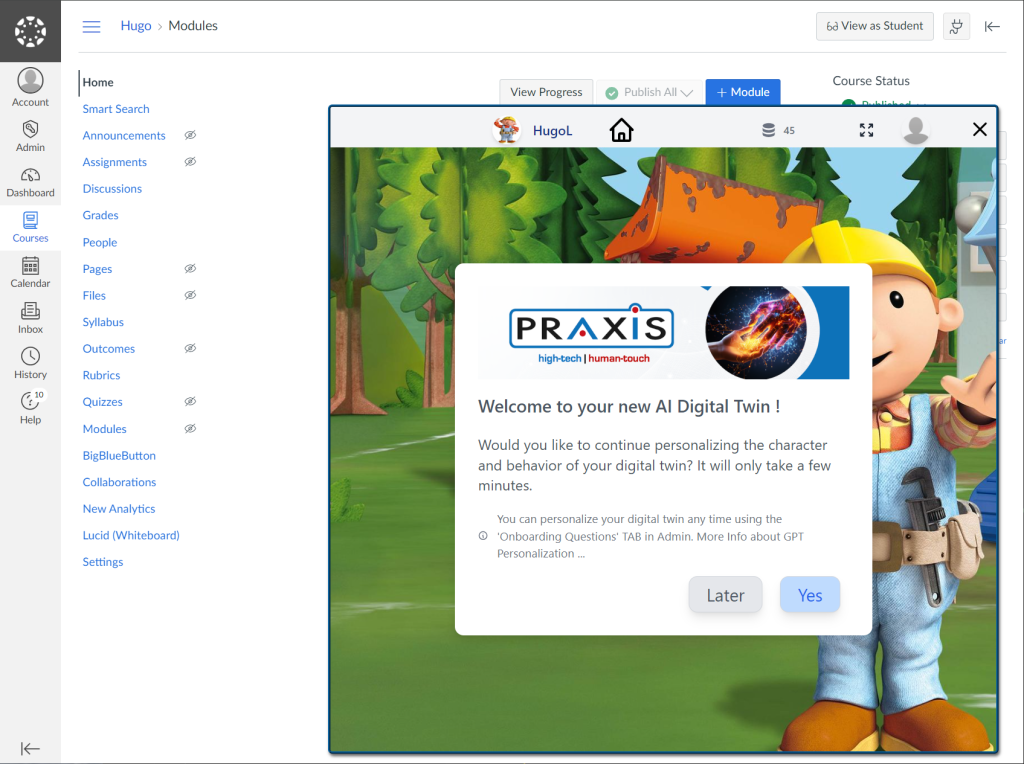 Hugo › Modules
View as Student
Account
Admin
Dashboard
Courses
Calendar
Inbox
History
10
Help
Home
Smart Search
Announcements
Assignments
Discussions
Grades
People
Pages
Files
Syllabus
Outcomes
Rubrics
Quizzes
Modules
BigBlueButton
Collaborations
New Analytics
Lucid (Whiteboard)
Settings
View Progress
Publish All
+ Module
Course Status
Published
HugoL
45
PRAXIS
high-tech | human-touch
Welcome to your new AI Digital Twin !
Would you like to continue personalizing the character
and behavior of your digital twin? It will only take a few
minutes.
You can personalize your digital twin any time using the
'Onboarding Questions' TAB in Admin. More Info about GPT
Personalization ...
Later
Yes